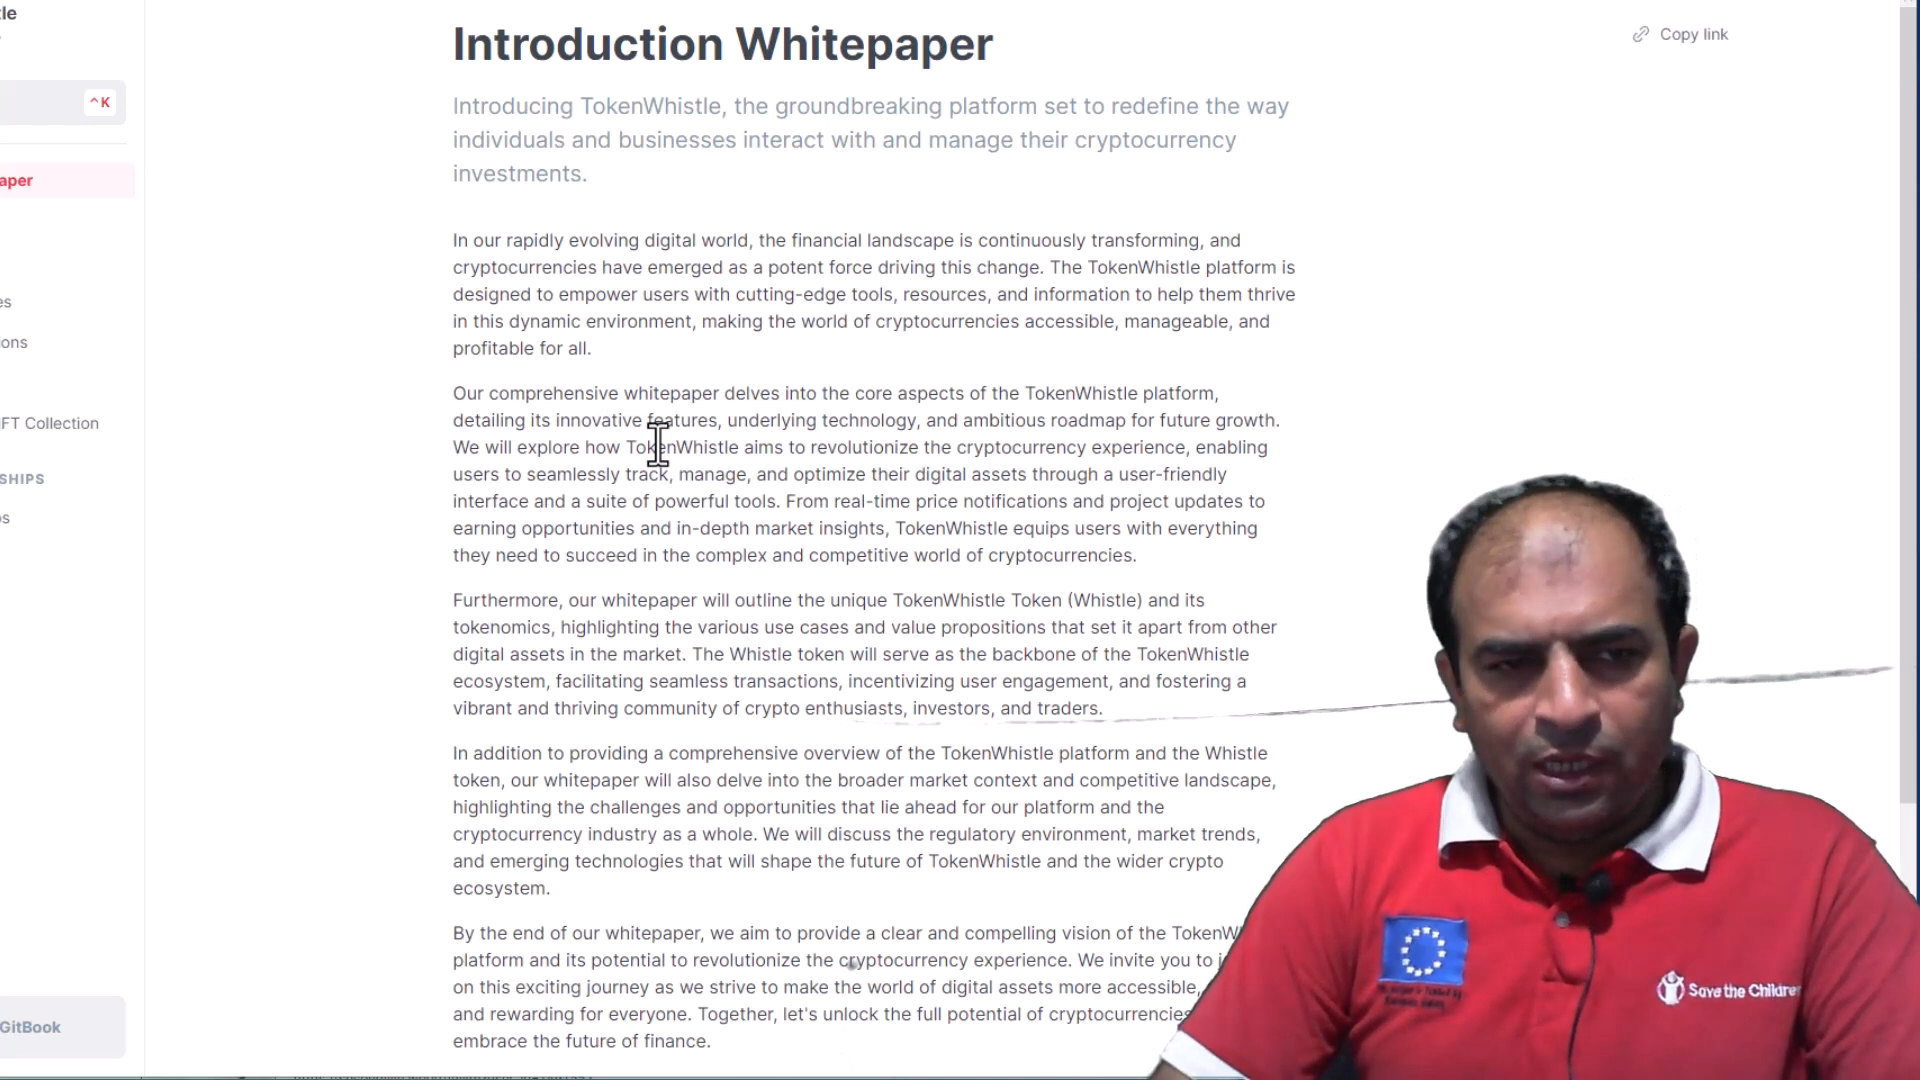 tle
Introduction Whitepaper
Copy link
^K
Introducing TokenWhistle, the groundbreaking platform set to redefine the way
individuals and businesses interact with and manage their cryptocurrency
investments.
aper
In our rapidly evolving digital world, the financial landscape is continuously transforming, and
cryptocurrencies have emerged as a potent force driving this change. The TokenWhistle platform is
designed to empower users with cutting-edge tools, resources, and information to help them thrive
in this dynamic environment, making the world of cryptocurrencies accessible, manageable, and
profitable for all.
es
ons
FT Collection
SHIPS
s
Our comprehensive whitepaper delves into the core aspects of the TokenWhistle platform,
detailing its innovative features, underlying technology, and ambitious roadmap for future growth.
We will explore how TokenWhistle aims to revolutionize the cryptocurrency experience, enabling
users to seamlessly track, manage, and optimize their digital assets through a user-friendly
interface and a suite of powerful tools. From real-time price notifications and project updates to
earning opportunities and in-depth market insights, TokenWhistle equips users with everything
they need to succeed in the complex and competitive world of cryptocurrencies.
Furthermore, our whitepaper will outline the unique TokenWhistle Token (Whistle) and its
tokenomics, highlighting the various use cases and value propositions that set it apart from other
digital assets in the market. The Whistle token will serve as the backbone of the TokenWhistle
ecosystem, facilitating seamless transactions, incentivizing user engagement, and fostering a
vibrant and thriving community of crypto enthusiasts, investors, and traders.
In addition to providing a comprehensive overview of the TokenWhistle platform and the Whistle
token, our whitepaper will also delve into the broader market context and competitive landscape,
highlighting the challenges and opportunities that lie ahead for our platform and the
cryptocurrency industry as a whole. We will discuss the regulatory environment, market trends,
and emerging technologies that will shape the future of TokenWhistle and the wider crypto
ecosystem.
By the end of our whitepaper, we aim to provide a clear and compelling vision of the TokenW
platform and its potential to revolutionize the cryptocurrency experience. We invite you to j
on this exciting journey as we strive to make the world of digital assets more accessible,
and rewarding for everyone. Together, let's unlock the full potential of cryptocurrencies
embrace the future of finance.
GitBook
Save the Children